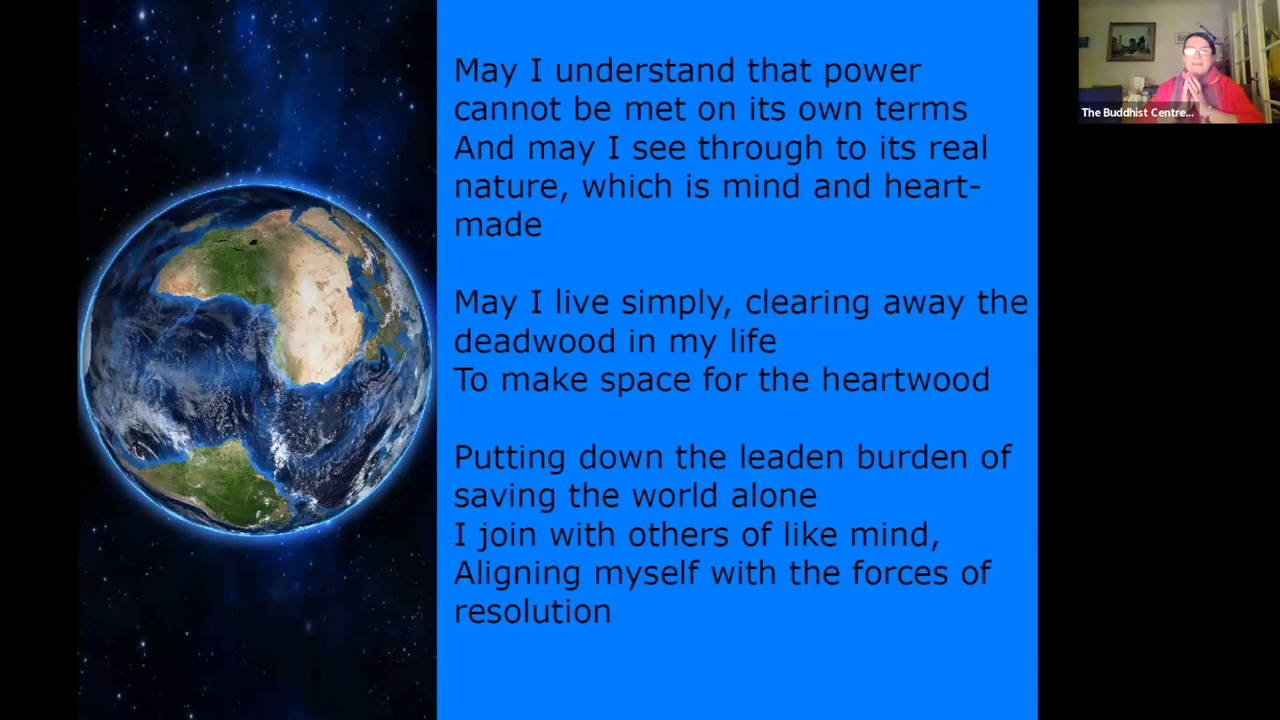 May I understand that power
cannot be met on its own terms
And may I see through to its real
nature, which is mind and heart-
made
May I live simply, clearing away the
deadwood in my life
To make space for the heartwood
Putting down the leaden burden of
saving the world alone
I join with others of like mind,
Aligning myself with the forces of
resolution
The Buddhist Centre...